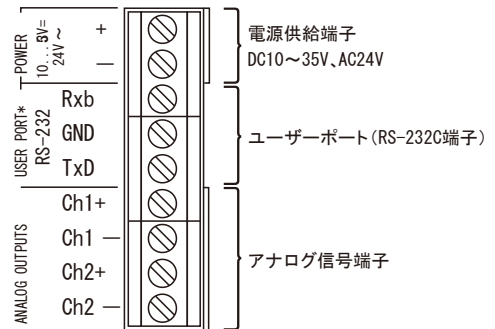 POWER
10...35V=
24V～
+
—
USER PORT*
RS-232
Rxb
GND
TxD
ANALOG OUTPUTS
Ch1+
Ch1 —
Ch2+
Ch2 —
電源供給端子
DC10～35V、AC24V
ユーザーポート（RS-232C端子）
アナログ信号端子